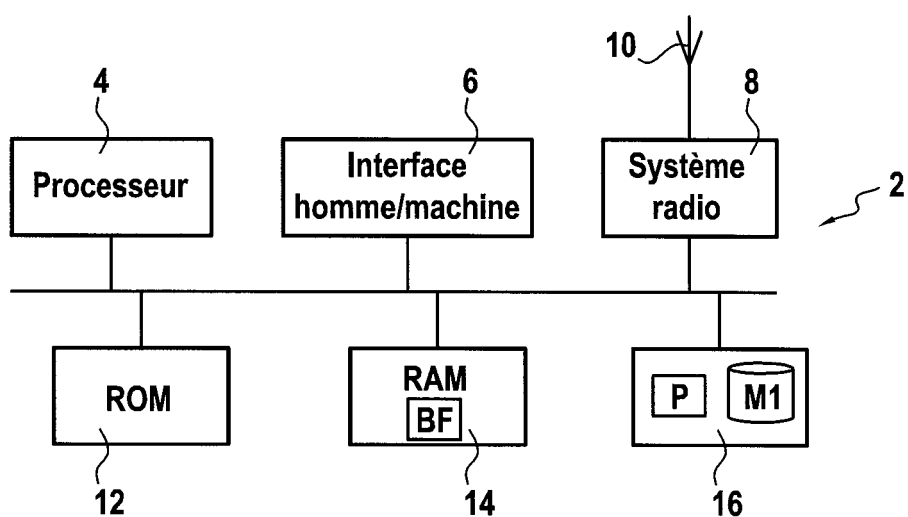 10
4
6
8
Processeur
Interface
homme/machine
Système
radio
2
ROM
RAM
BF
P
M1
12
14
16